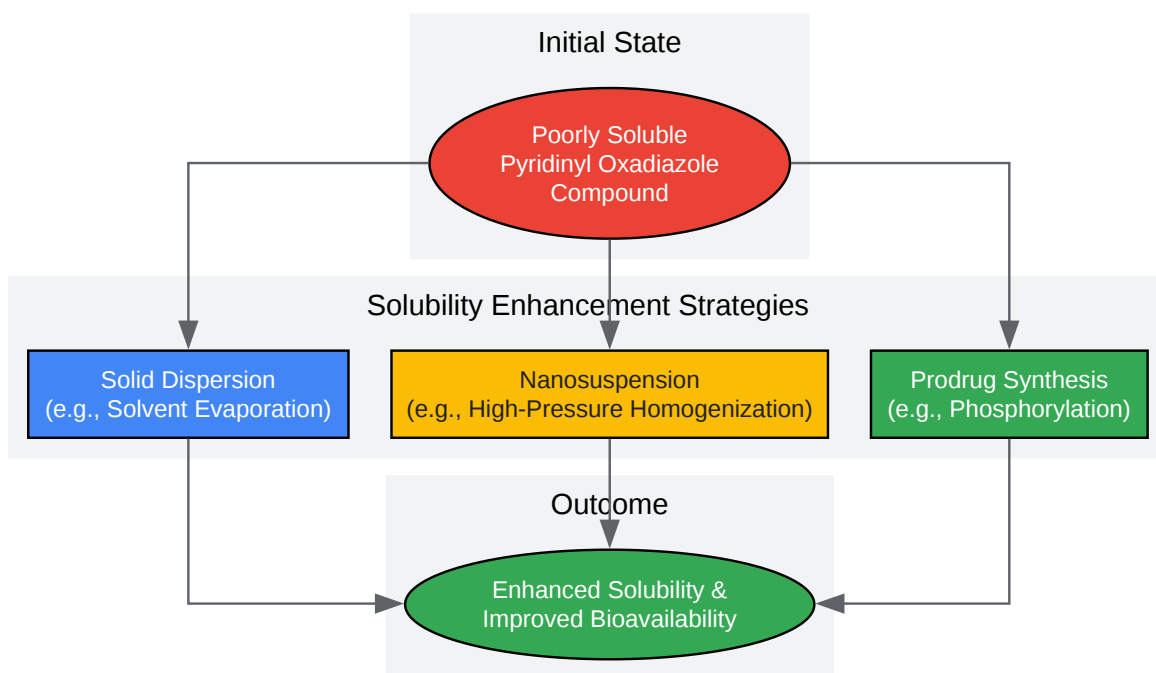 Initial State
Poorly Soluble
Pyridinyl Oxadiazole
Compound
Solubility Enhancement Strategies
Solid Dispersion
(e.g., Solvent Evaporation)
Nanosuspension
(e.g., High-Pressure Homogenization)
Prodrug Synthesis
(e.g., Phosphorylation)
Outcome
Enhanced Solubility &
Improved Bioavailability